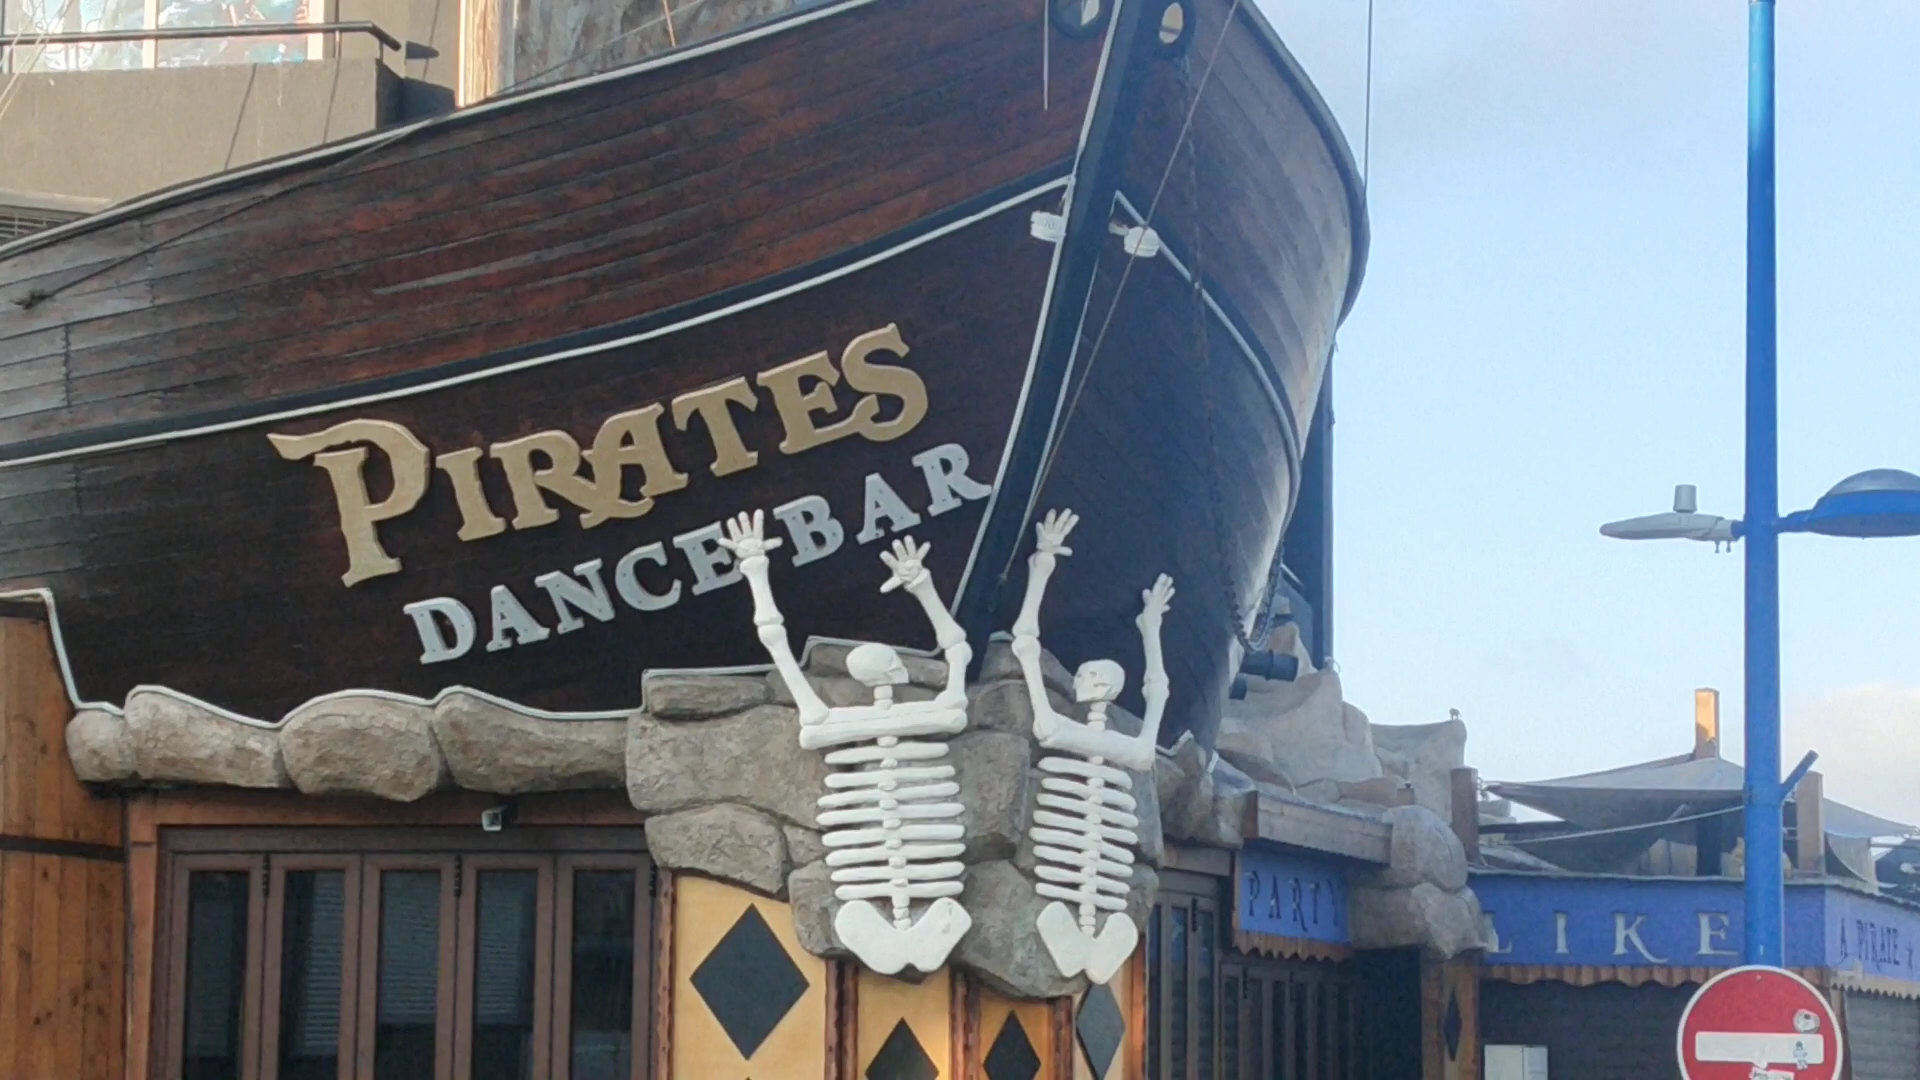 PIRATES
DANCE BAR
PARTY
LIKE
A PIRATE